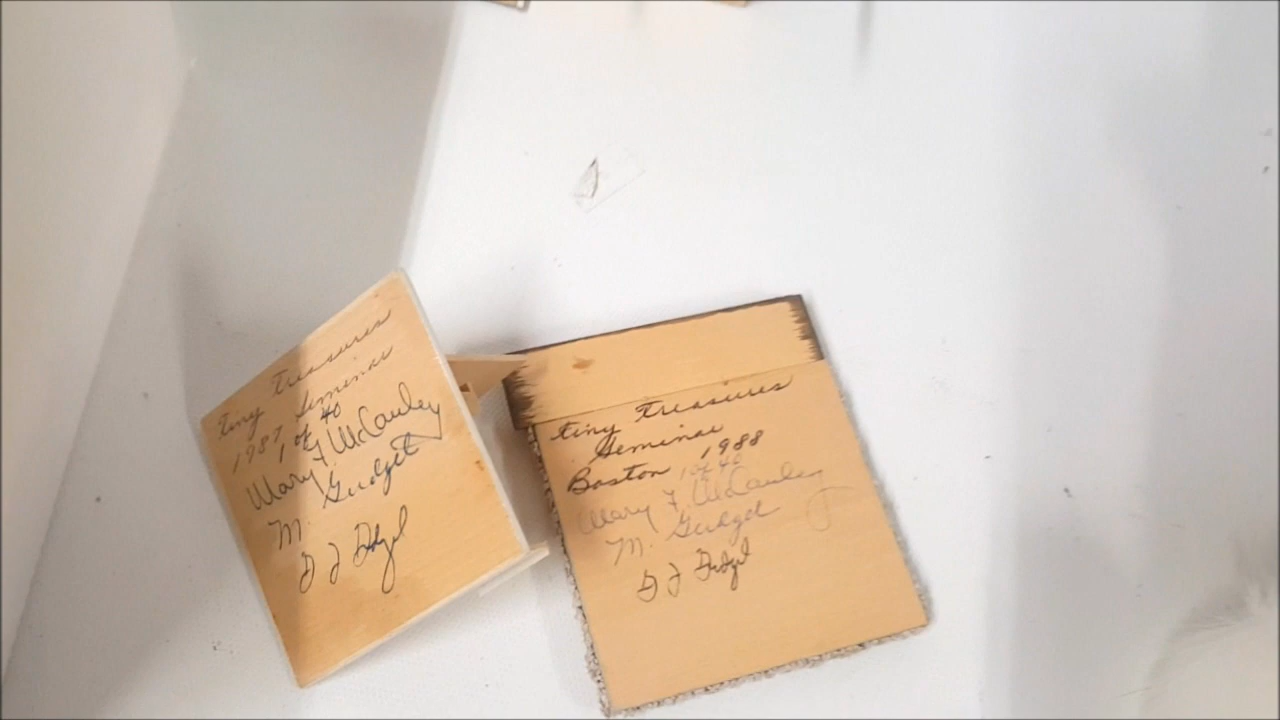 tiny treasures
Seminar
1987 1 of 40
Mary F McCauley
M. Gudgel
D J Gudgel
tiny treasures
Seminar
Boston 1988
1 of 40
Mary F McCauley
M. Gudgel
D J Gudgel